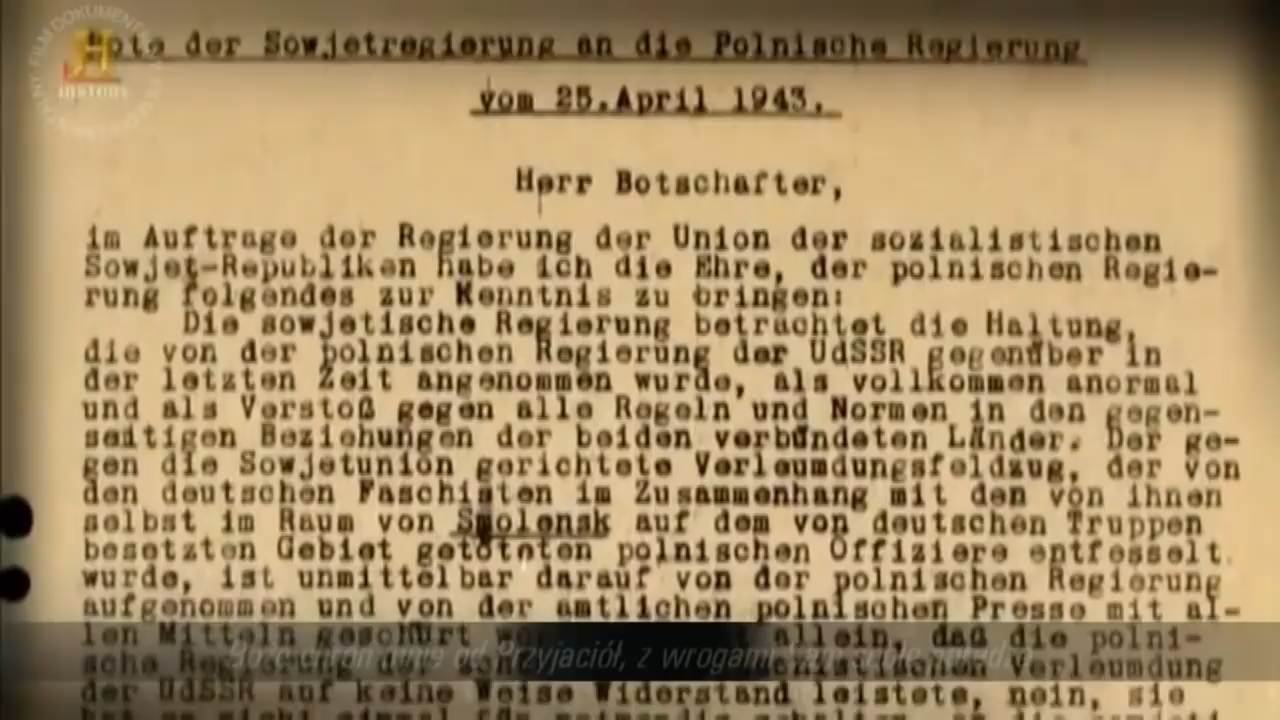 Note der Sowjetregierung an die Polnische Regierung
vom 25.April 1943.
Herr Botschafter,
im Auftrage der Regierung der Union der sozialistischen
Sowjet-Republiken habe ich die Ehre, der polnischen Regie-
rung folgendes zur Kenntnis zu bringen:
Die sowjetische Regierung betrachtet die Haltung,
die von der polnischen Regierung der UdSSR gegenüber in
der letzten Zeit angenommen wurde, als vollkommen anormal
und als Verstoß gegen alle Regeln und Normen in den gegen-
seitigen Beziehungen der beiden verbündeten Länder. Der ge-
gen die Sowjetunion gerichtete Verleumdungsfeldzug, der von
den deutschen Faschisten im Zusammenhang mit den von ihnen
selbst im Raum von Smolensk auf dem von deutschen Truppen
besetzten Gebiet getöteten polnischen Offiziere entfesselt
wurde, ist unmittelbar darauf von der polnischen Regierung
aufgenommen und von der amtlichen polnischen Presse mit al-
len Mitteln geschürt allein, daß die polni-
sche Regierung der Verleumdung
od Przyjaciół, z wrogami
der UdSSR auf keine Weise Widerstand leistete, nein, sie